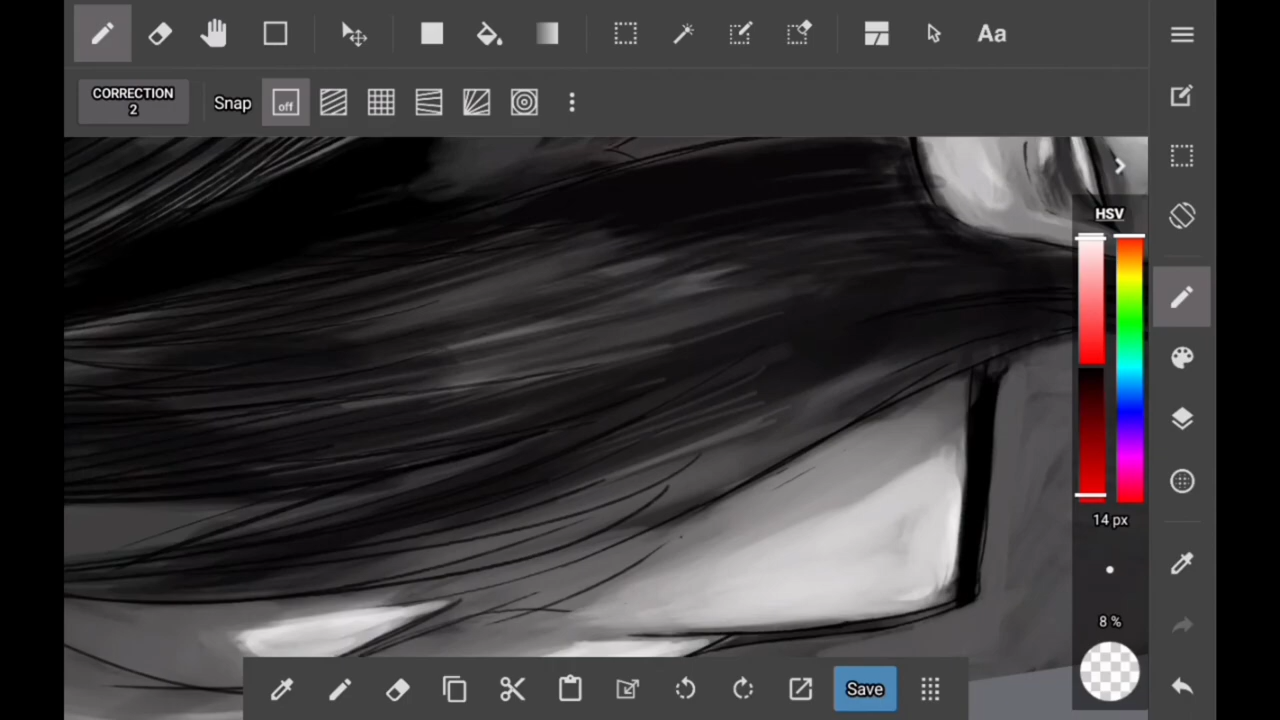 Aa
CORRECTION
2
Snap
off
HSV
14 px
8 %
Save